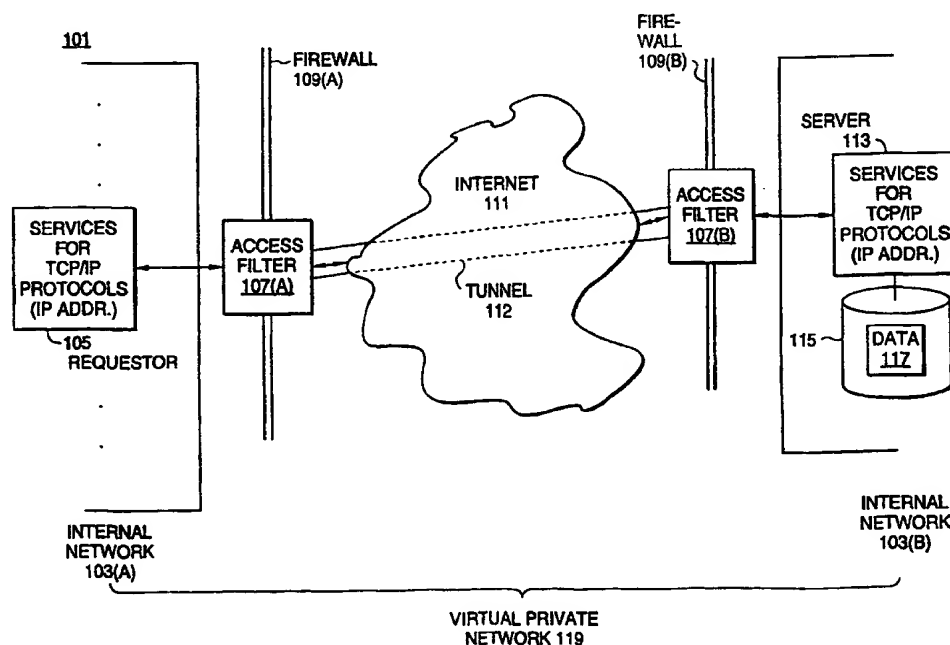 101
FIREWALL
109(A)
FIRE-
WALL
109(B)
SERVER
113
SERVICES
FOR
TCP/IP
PROTOCOLS
(IP ADDR.)
105
REQUESTOR
ACCESS
FILTER
107(A)
INTERNET
111
TUNNEL
112
ACCESS
FILTER
107(B)
SERVICES
FOR
TCP/IP
PROTOCOLS
(IP ADDR.)
115
DATA
117
INTERNAL
NETWORK
103(A)
INTERNAL
NETWORK
103(B)
VIRTUAL PRIVATE
NETWORK 119